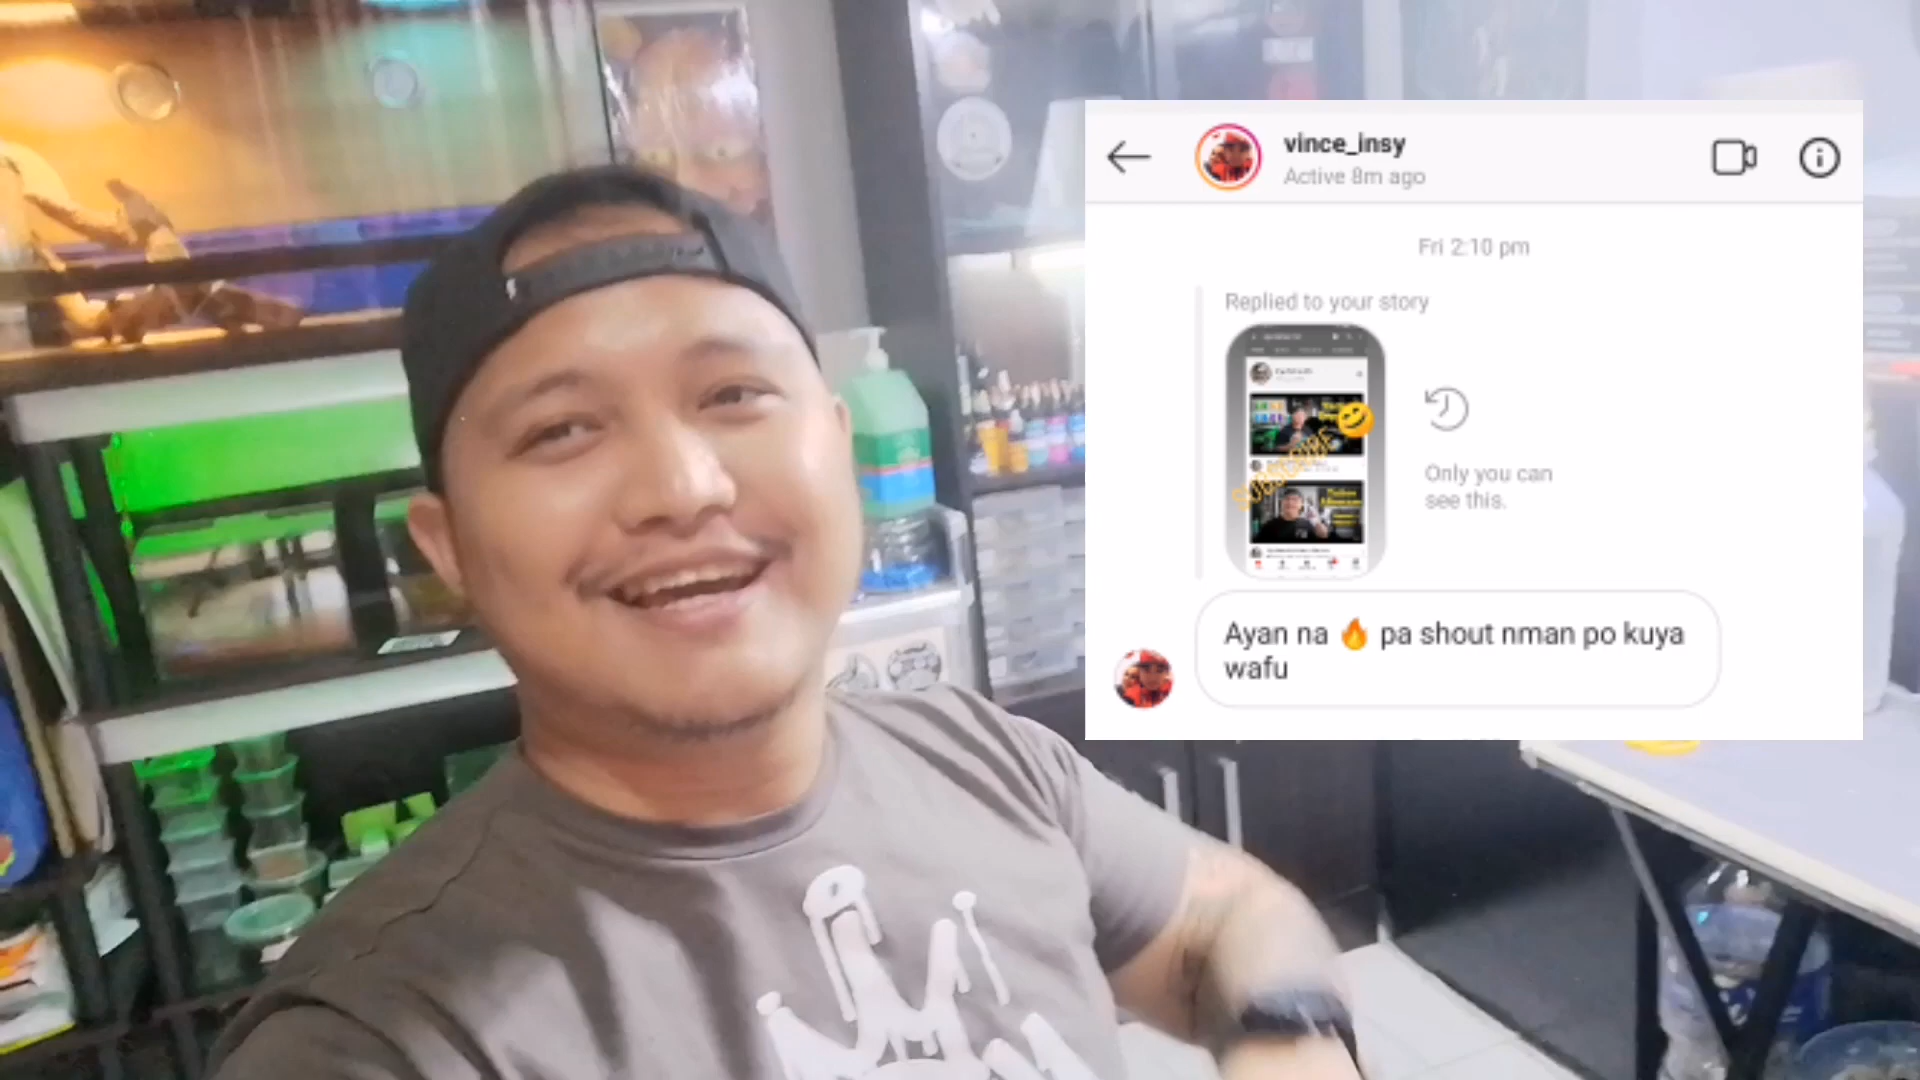 vince_insy
Active 8m ago
Fri 2:10 pm
Replied to your story
SUBSCRIBE
Only you can
see this.
Ayan na 🔥 pa shout nman po kuya
wafu